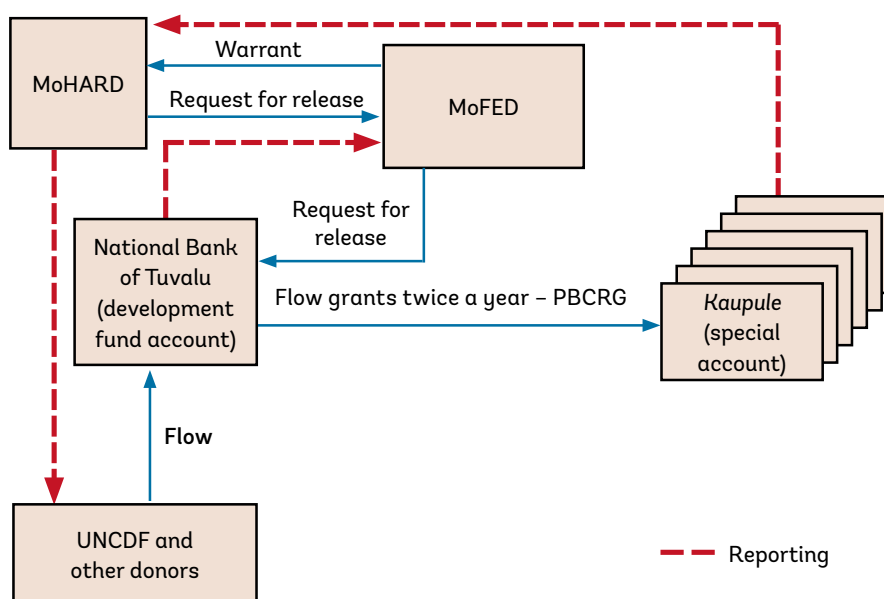 Warrant
MoHARD
Request for release
MoFED
Request for
release
National Bank
of Tuvalu
(development
fund account)
Flow grants twice a year – PBCRG
Kaupule
(special
account)
Flow
UNCDF and
other donors
Reporting